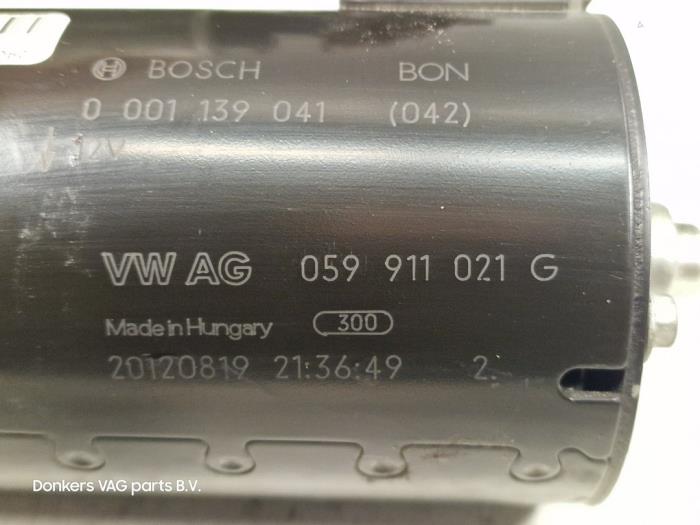 BOSCH BON
0 001 139 041 (042)
12V
VW AG 059 911 021 G
Made in Hungary 300
20120819 21:36:49 2
Donkers VAG parts B.V.